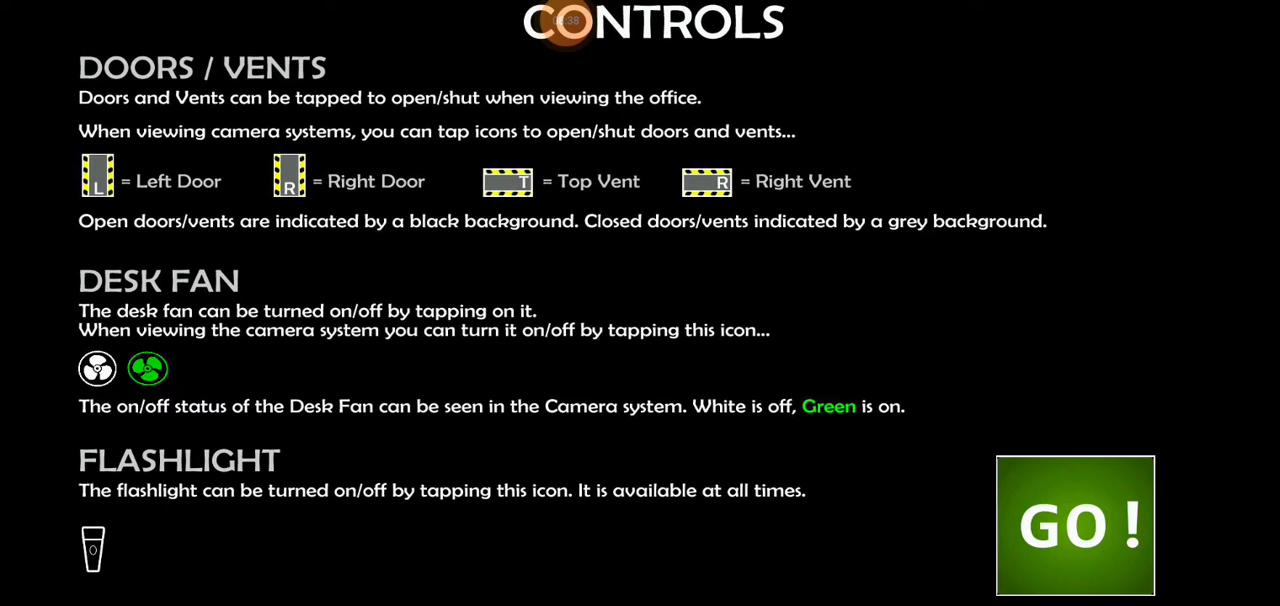 CONTROLS
DOORS / VENTS
Doors and Vents can be tapped to open/shut when viewing the office.
When viewing camera systems, you can tap icons to open/shut doors and vents...
L = Left Door R = Right Door T = Top Vent R = Right Vent
Open doors/vents are indicated by a black background. Closed doors/vents indicated by a grey background.
DESK FAN
The desk fan can be turned on/off by tapping on it.
When viewing the camera system you can turn it on/off by tapping this icon...
The on/off status of the Desk Fan can be seen in the Camera system. White is off, Green is on.
FLASHLIGHT
The flashlight can be turned on/off by tapping this icon. It is available at all times.
GO!